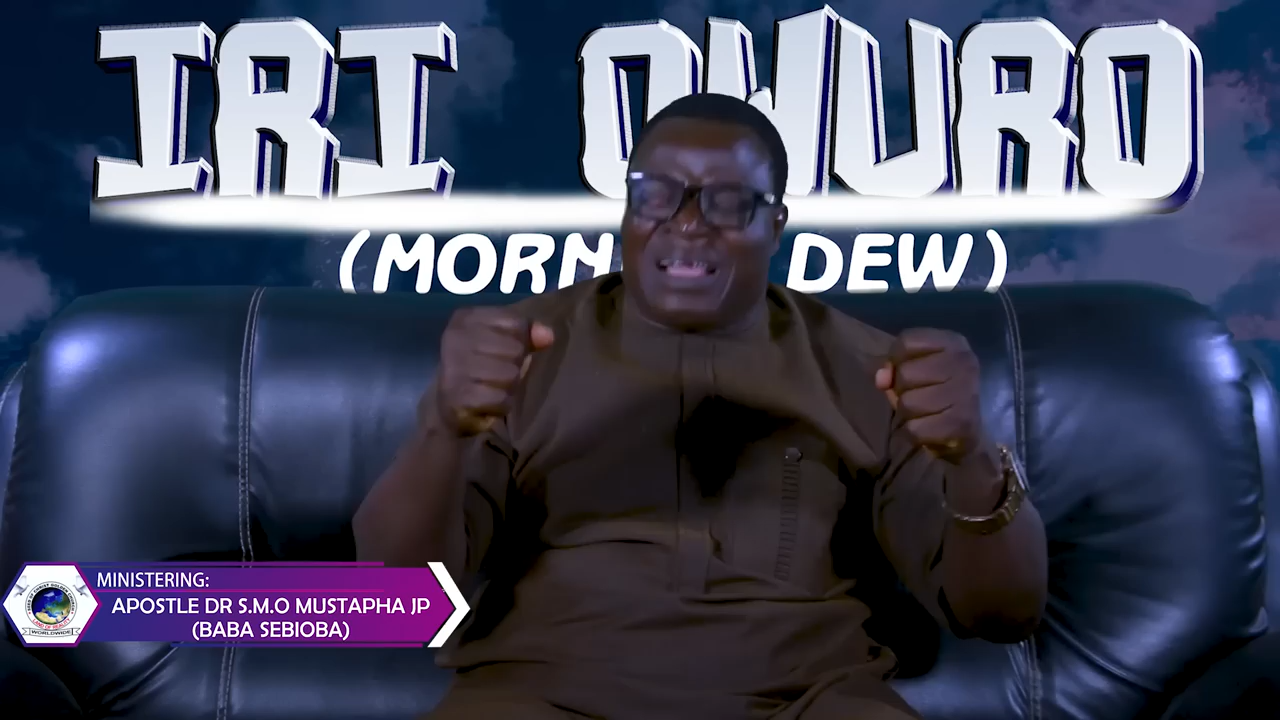 IRI OWURO
(MORN DEW)
MINISTERING:
APOSTLE DR S.M.O MUSTAPHA JP
(BABA SEBIOBA)
WORLDWIDE